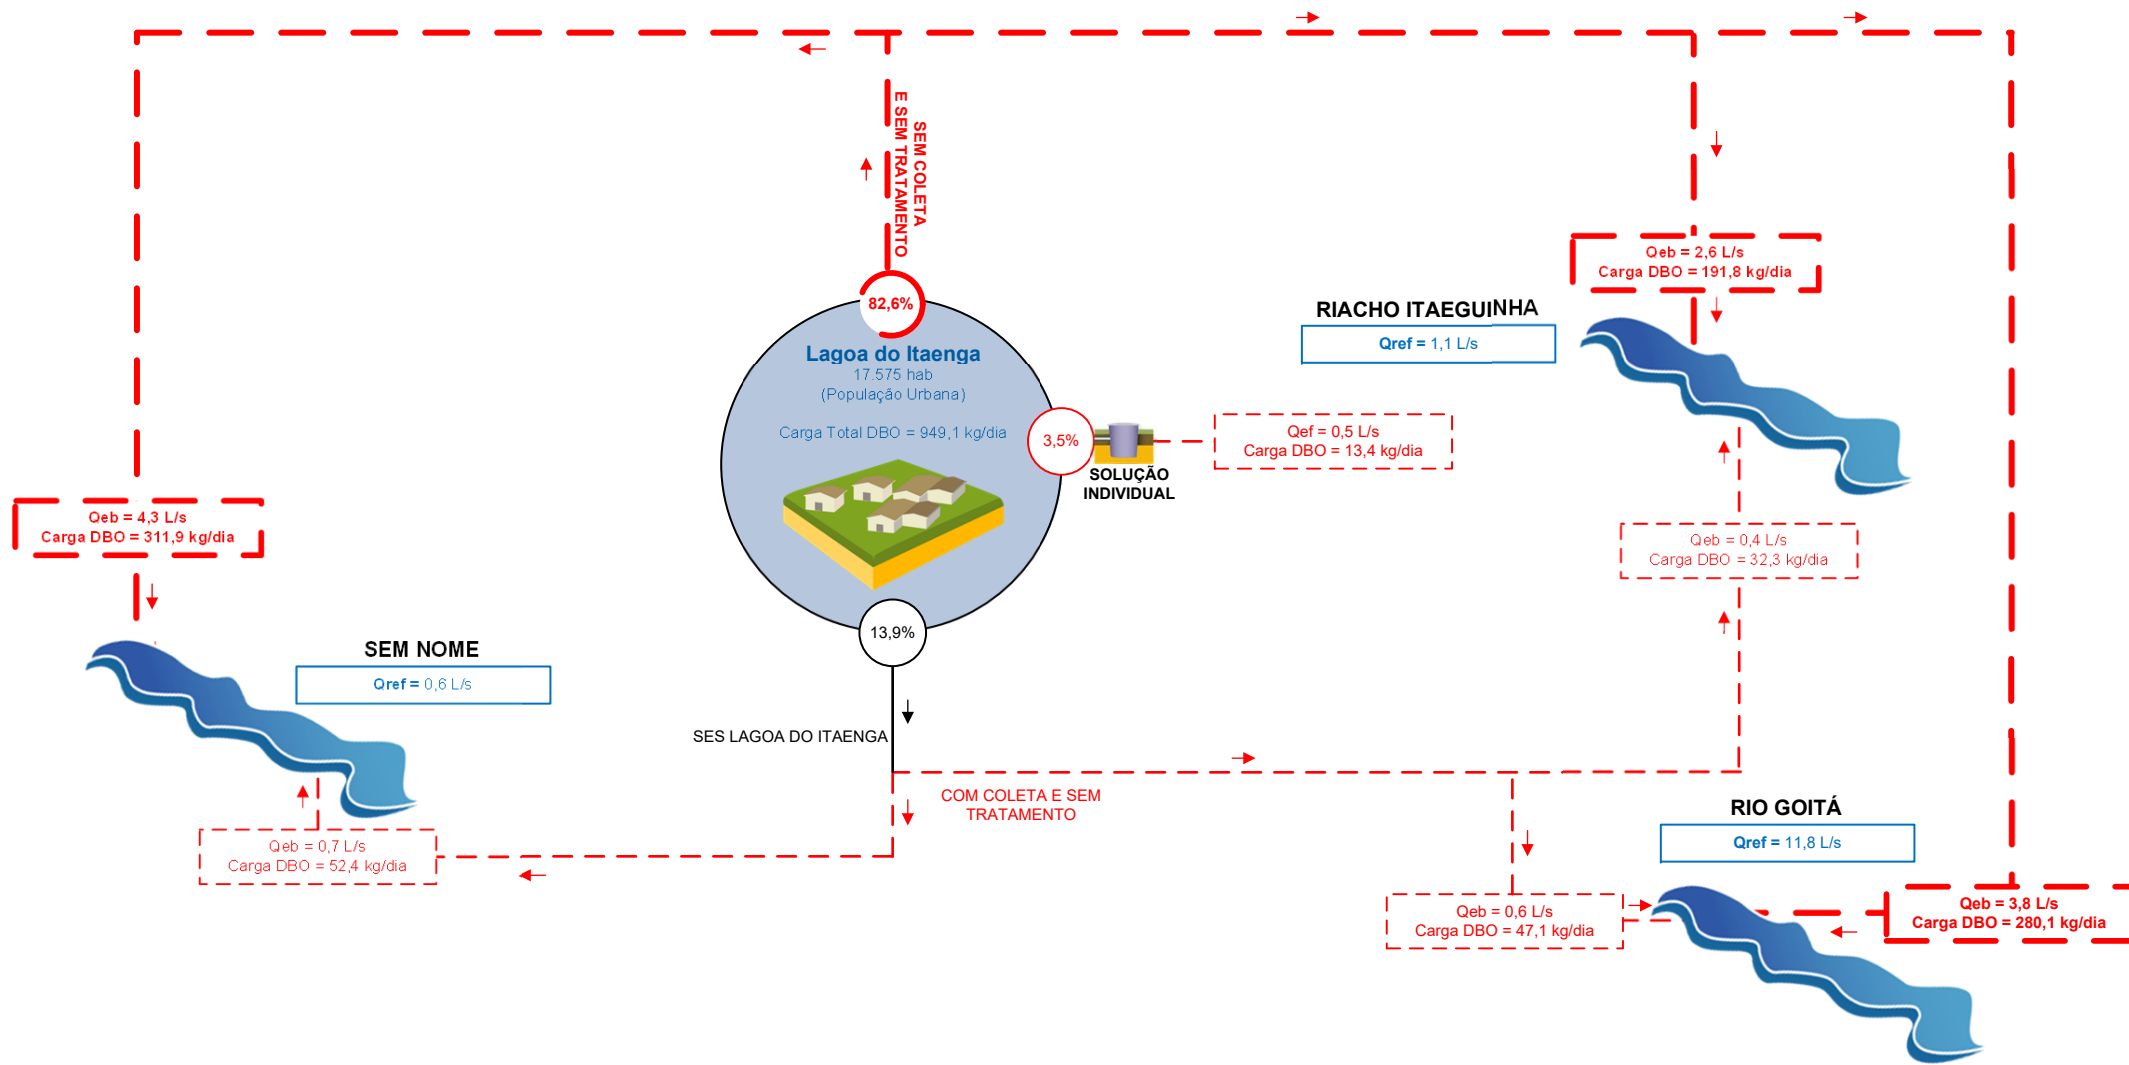 SEM COLETA
E SEM TRATAMENTO
82,6%
Lagoa do Itaenga
17.575 hab
(População Urbana)
Carga Total DBO = 949,1 kg/dia
3,5%
SOLUÇÃO
INDIVIDUAL
Qef = 0,5 L/s
Carga DBO = 13,4 kg/dia
13,9%
SES LAGOA DO ITAENGA
COM COLETA E SEM
TRATAMENTO
Qeb = 4,3 L/s
Carga DBO = 311,9 kg/dia
SEM NOME
Qref = 0,6 L/s
Qeb = 0,7 L/s
Carga DBO = 52,4 kg/dia
Qeb = 2,6 L/s
Carga DBO = 191,8 kg/dia
RIACHO ITAEGUINHA
Qref = 1,1 L/s
Qeb = 0,4 L/s
Carga DBO = 32,3 kg/dia
RIO GOITÁ
Qref = 11,8 L/s
Qeb = 0,6 L/s
Carga DBO = 47,1 kg/dia
Qeb = 3,8 L/s
Carga DBO = 280,1 kg/dia